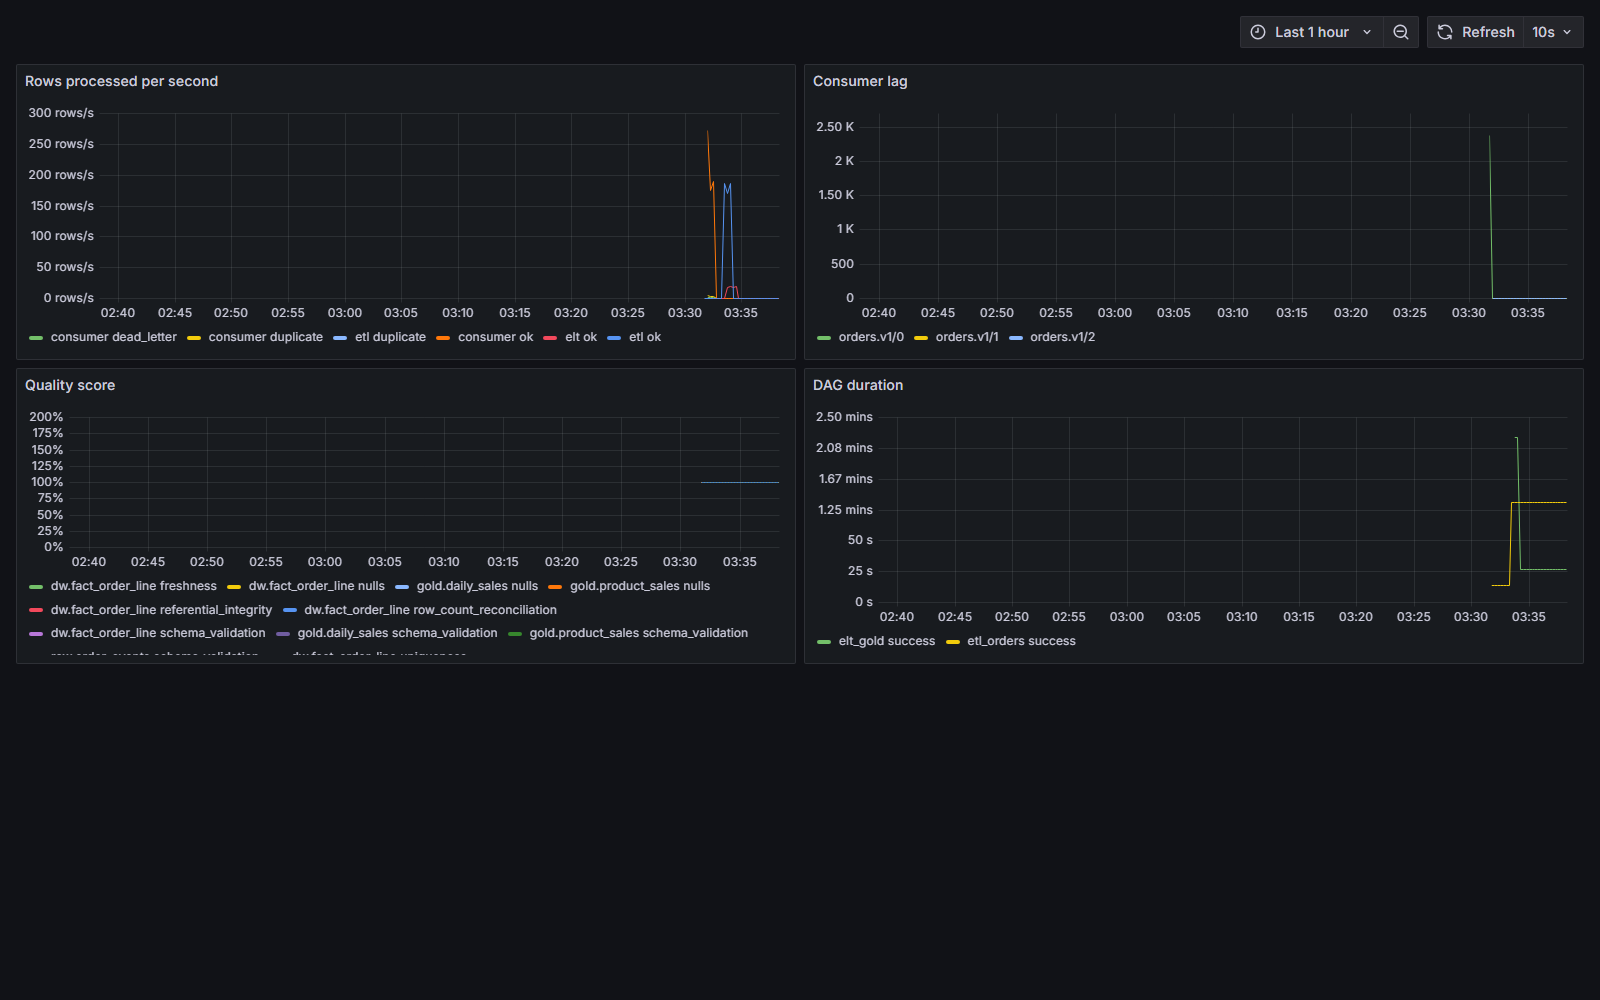 Last 1 hour Refresh 10s
Rows processed per second
300 rows/s
250 rows/s
200 rows/s
150 rows/s
100 rows/s
50 rows/s
0 rows/s
02:40 02:45 02:50 02:55 03:00 03:05 03:10 03:15 03:20 03:25 03:30 03:35
consumer dead_letter consumer duplicate etl duplicate consumer ok elt ok etl ok
Consumer lag
2.50 K
2 K
1.50 K
1 K
500
0
02:40 02:45 02:50 02:55 03:00 03:05 03:10 03:15 03:20 03:25 03:30 03:35
orders.v1/0 orders.v1/1 orders.v1/2
Quality score
200%
175%
150%
125%
100%
75%
50%
25%
0%
02:40 02:45 02:50 02:55 03:00 03:05 03:10 03:15 03:20 03:25 03:30 03:35
dw.fact_order_line freshness dw.fact_order_line nulls gold.daily_sales nulls gold.product_sales nulls
dw.fact_order_line referential_integrity dw.fact_order_line row_count_reconciliation
dw.fact_order_line schema_validation gold.daily_sales schema_validation gold.product_sales schema_validation
DAG duration
2.50 mins
2.08 mins
1.67 mins
1.25 mins
50 s
25 s
0 s
02:40 02:45 02:50 02:55 03:00 03:05 03:10 03:15 03:20 03:25 03:30 03:35
elt_gold success etl_orders success